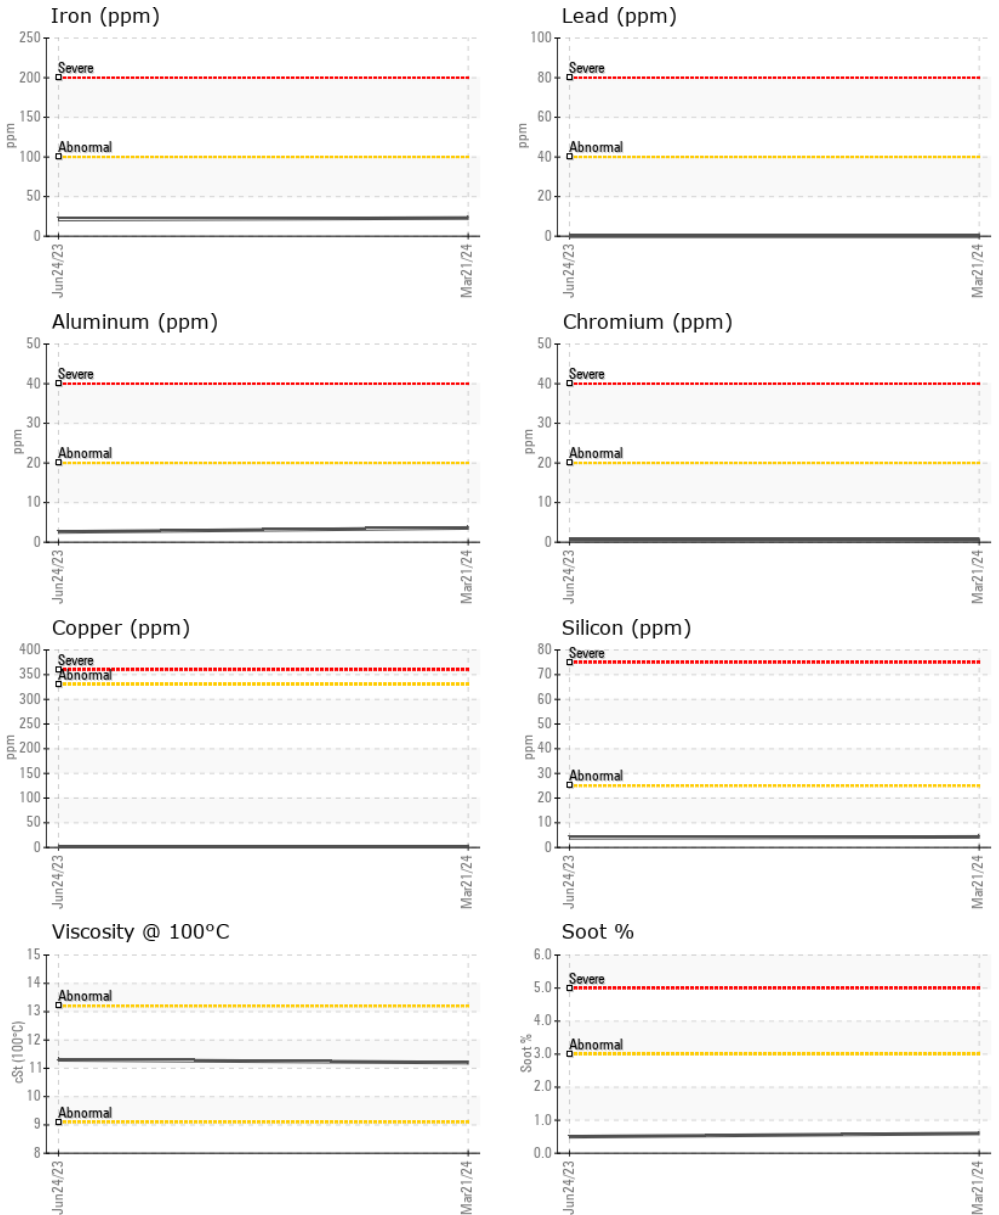 Iron (ppm)
250
200
150
100
50
0
ppm
Severe
Abnormal
Jun24/23
Mar21/24
Lead (ppm)
100
80
60
40
20
0
ppm
Severe
Abnormal
Jun24/23
Mar21/24
Aluminum (ppm)
50
40
30
20
10
0
ppm
Severe
Abnormal
Jun24/23
Mar21/24
Chromium (ppm)
50
40
30
20
10
0
ppm
Severe
Abnormal
Jun24/23
Mar21/24
Copper (ppm)
400
350
300
250
200
150
100
50
0
ppm
Severe
Abnormal
Jun24/23
Mar21/24
Silicon (ppm)
80
70
60
50
40
30
20
10
0
ppm
Severe
Abnormal
Jun24/23
Mar21/24
Viscosity @ 100°C
15
14
13
12
11
10
9
8
cSt (100°C)
Abnormal
Abnormal
Jun24/23
Mar21/24
Soot %
6.0
5.0
4.0
3.0
2.0
1.0
0.0
Soot %
Severe
Abnormal
Jun24/23
Mar21/24